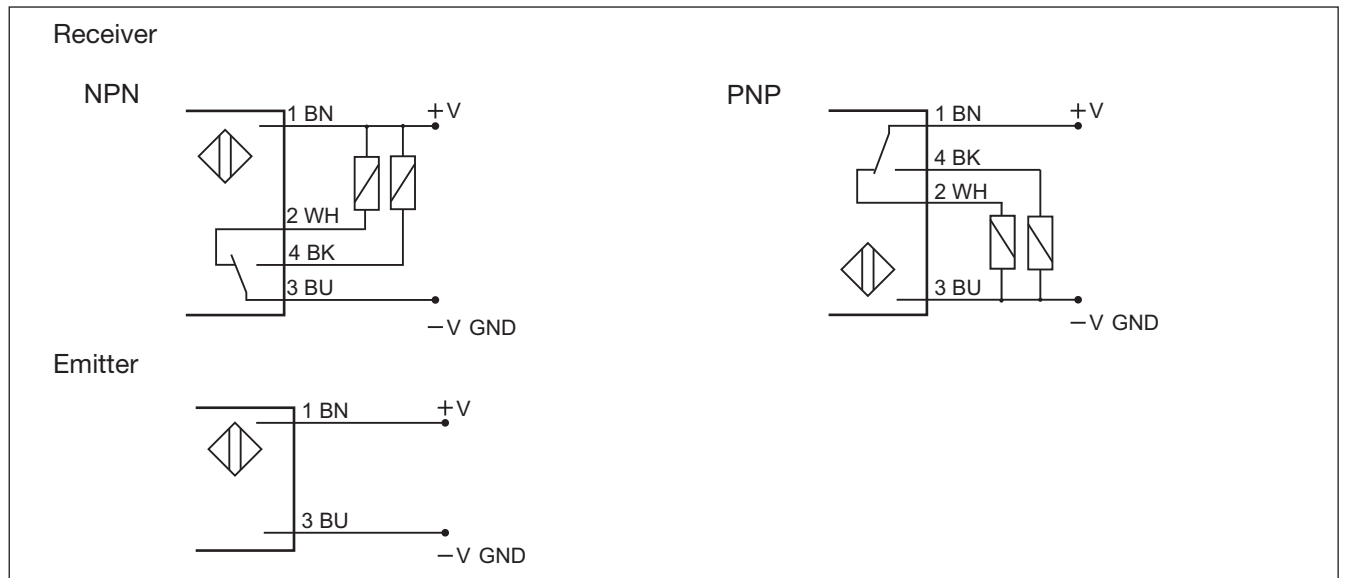 Receiver
NPN
1 BN
+V
2 WH
4 BK
3 BU
−V GND
PNP
1 BN
+V
4 BK
2 WH
3 BU
−V GND
Emitter
1 BN
+V
3 BU
−V GND